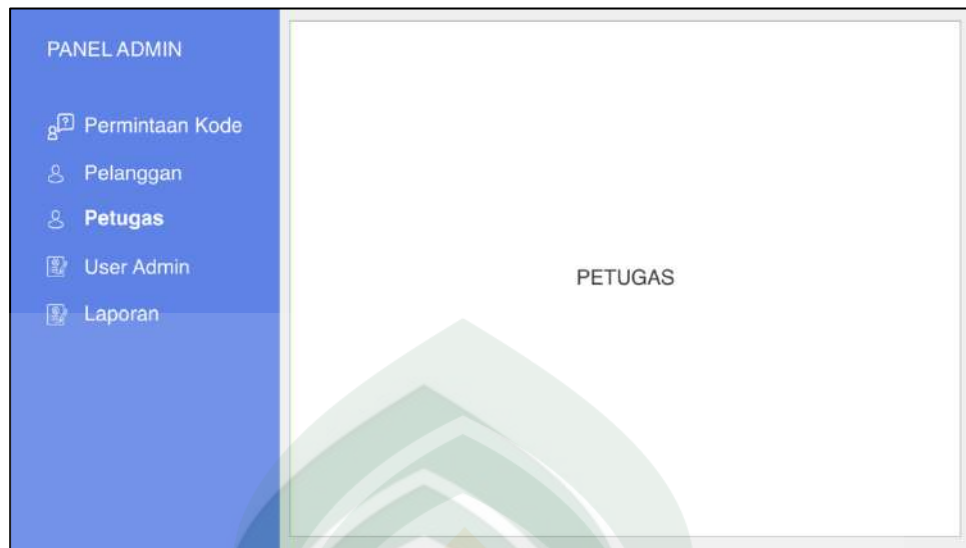 PANEL ADMIN
Permintaan Kode
Pelanggan
Petugas
User Admin
Laporan
PETUGAS